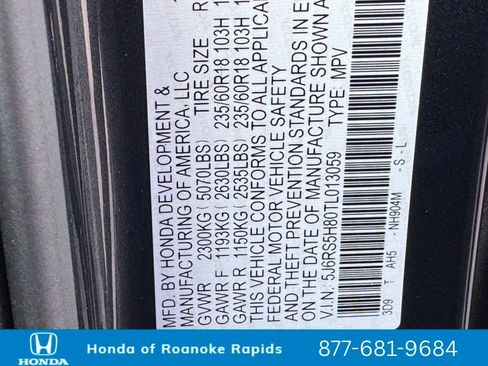 MFD. BY HONDA DEVELOPMENT &
MANUFACTURING OF AMERICA, LLC
TIRE SIZE R
GVWR 2300KG( 5070LBS)
GAWR F 1193KG( 2630LBS) 235/60R18 103H
GAWR R 1150KG( 2535LBS) 235/60R18 103H
THIS VEHICLE CONFORMS TO ALL APPLICA
FEDERAL MOTOR VEHICLE SAFETY
AND THEFT PREVENTION STANDARDS IN E
ON THE DATE OF MANUFACTURE SHOWN A
V.I.N.: 5J6RS5H80TL013059 TYPE: MPV
309 T AH5 NH904M - S - L
HONDA
Honda of Roanoke Rapids 877-681-9684